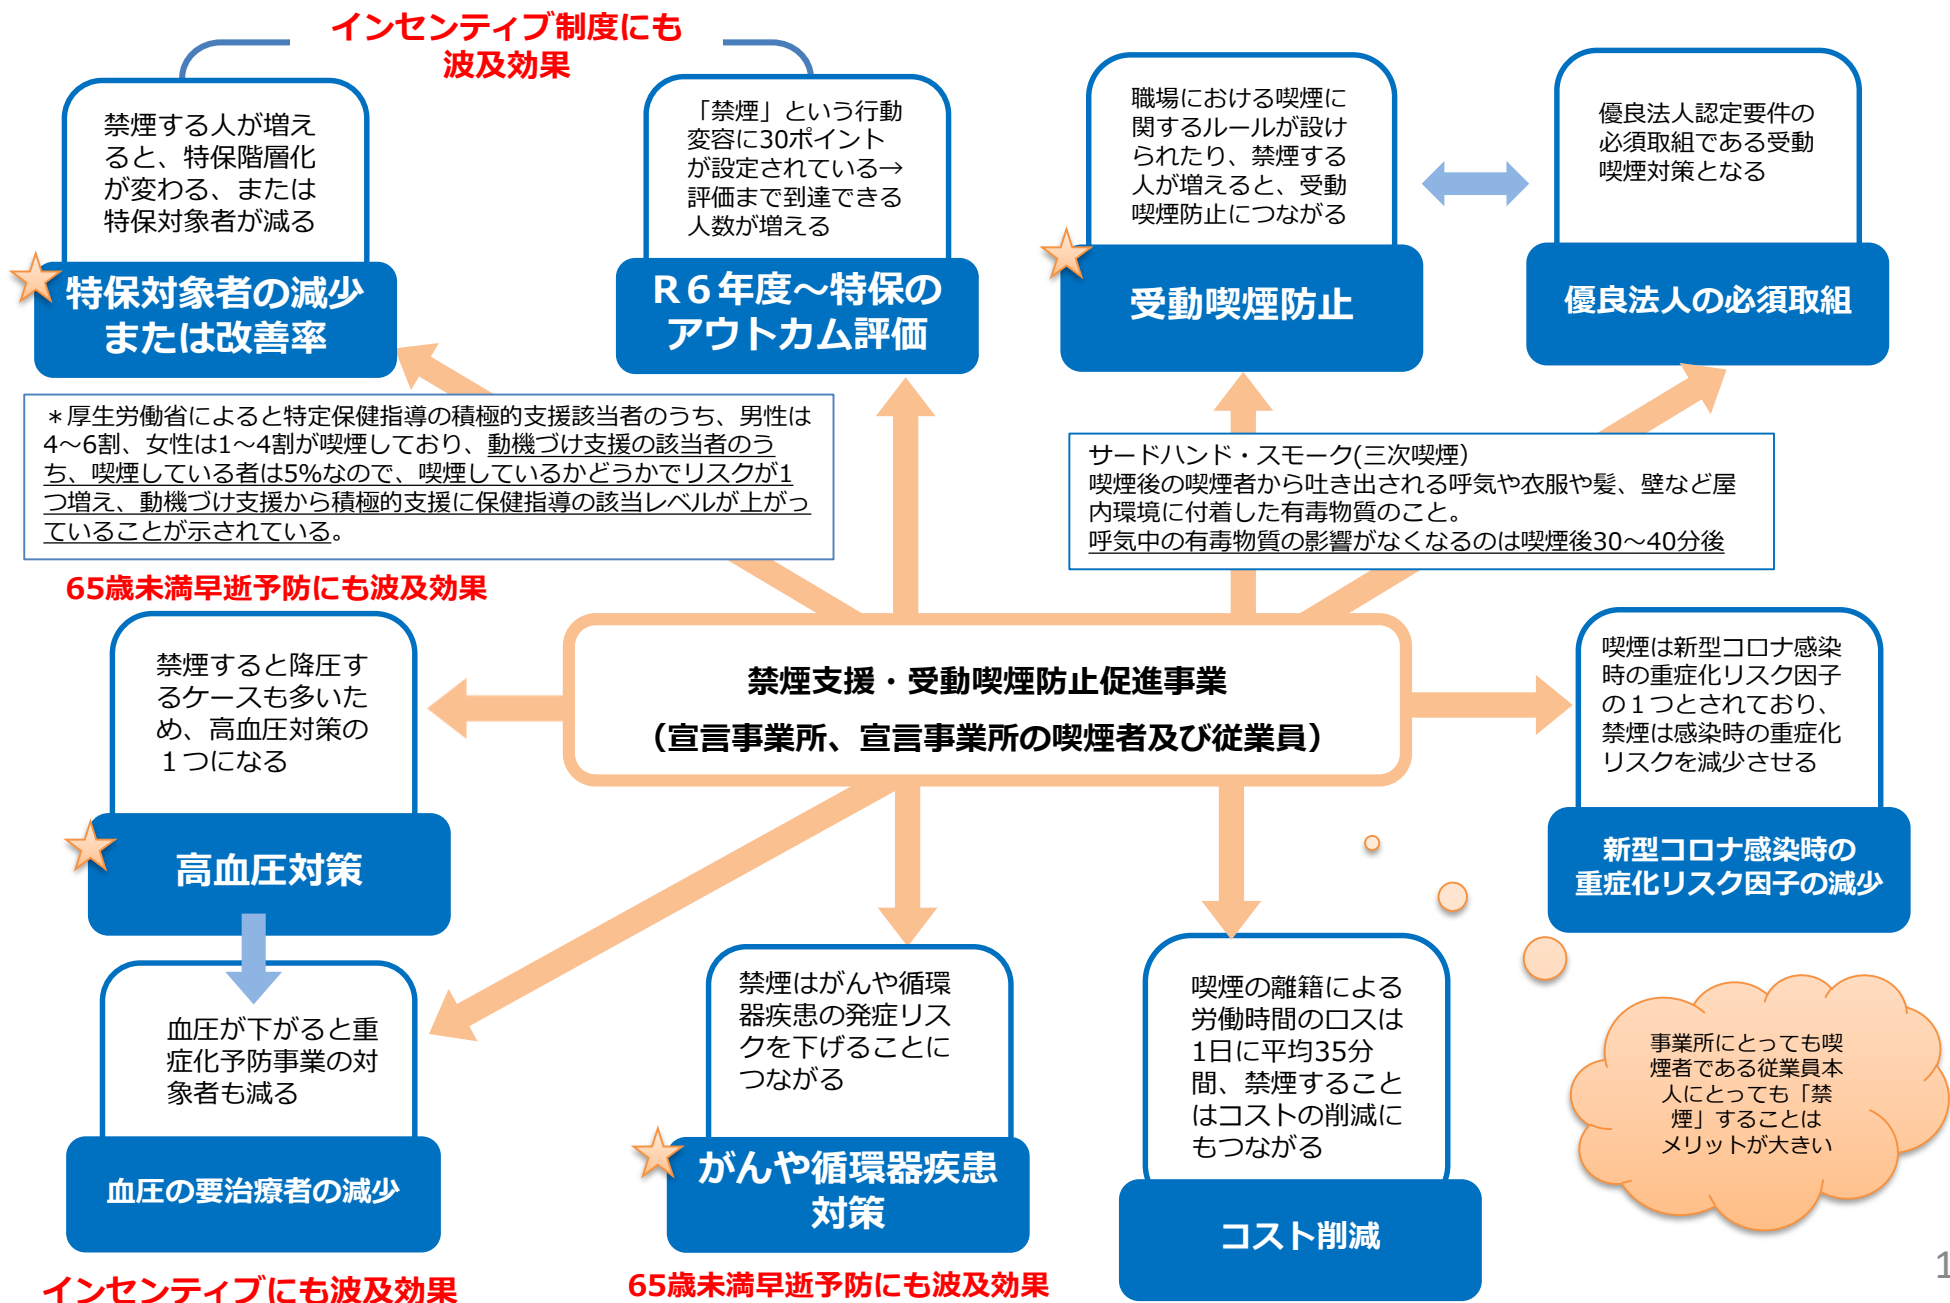 インセンティブ制度にも
波及効果
禁煙する人が増え
ると、特保階層化
が変わる、または
特保対象者が減る
特保対象者の減少
または改善率
「禁煙」という行動
変容に30ポイント
が設定されている→
評価まで到達できる
人数が増える
R６年度～特保の
アウトカム評価
職場における喫煙に
関するルールが設け
られたり、禁煙する
人が増えると、受動
喫煙防止につながる
受動喫煙防止
優良法人認定要件の
必須取組である受動
喫煙対策となる
優良法人の必須取組
＊厚生労働省によると特定保健指導の積極的支援該当者のうち、男性は
4～6割、女性は1～4割が喫煙しており、動機づけ支援の該当者のう
ち、喫煙している者は5%なので、喫煙しているかどうかでリスクが1
つ増え、動機づけ支援から積極的支援に保健指導の該当レベルが上がっ
ていることが示されている。
サードハンド・スモーク(三次喫煙）
喫煙後の喫煙者から吐き出される呼気や衣服や髪、壁など屋
内環境に付着した有毒物質のこと。
呼気中の有毒物質の影響がなくなるのは喫煙後30～40分後
65歳未満早逝予防にも波及効果
禁煙すると降圧す
るケースも多いた
め、高血圧対策の
１つになる
高血圧対策
禁煙支援・受動喫煙防止促進事業
（宣言事業所、宣言事業所の喫煙者及び従業員）
喫煙は新型コロナ感染
時の重症化リスク因子
の１つとされており、
禁煙は感染時の重症化
リスクを減少させる
新型コロナ感染時の
重症化リスク因子の減少
血圧が下がると重
症化予防事業の対
象者も減る
血圧の要治療者の減少
インセンティブにも波及効果
禁煙はがんや循環
器疾患の発症リス
クを下げることに
つながる
がんや循環器疾患
対策
65歳未満早逝予防にも波及効果
喫煙の離籍による
労働時間のロスは
1日に平均35分
間、禁煙すること
はコストの削減に
もつながる
コスト削減
事業所にとっても喫
煙者である従業員本
人にとっても「禁
煙」することは
メリットが大きい
1